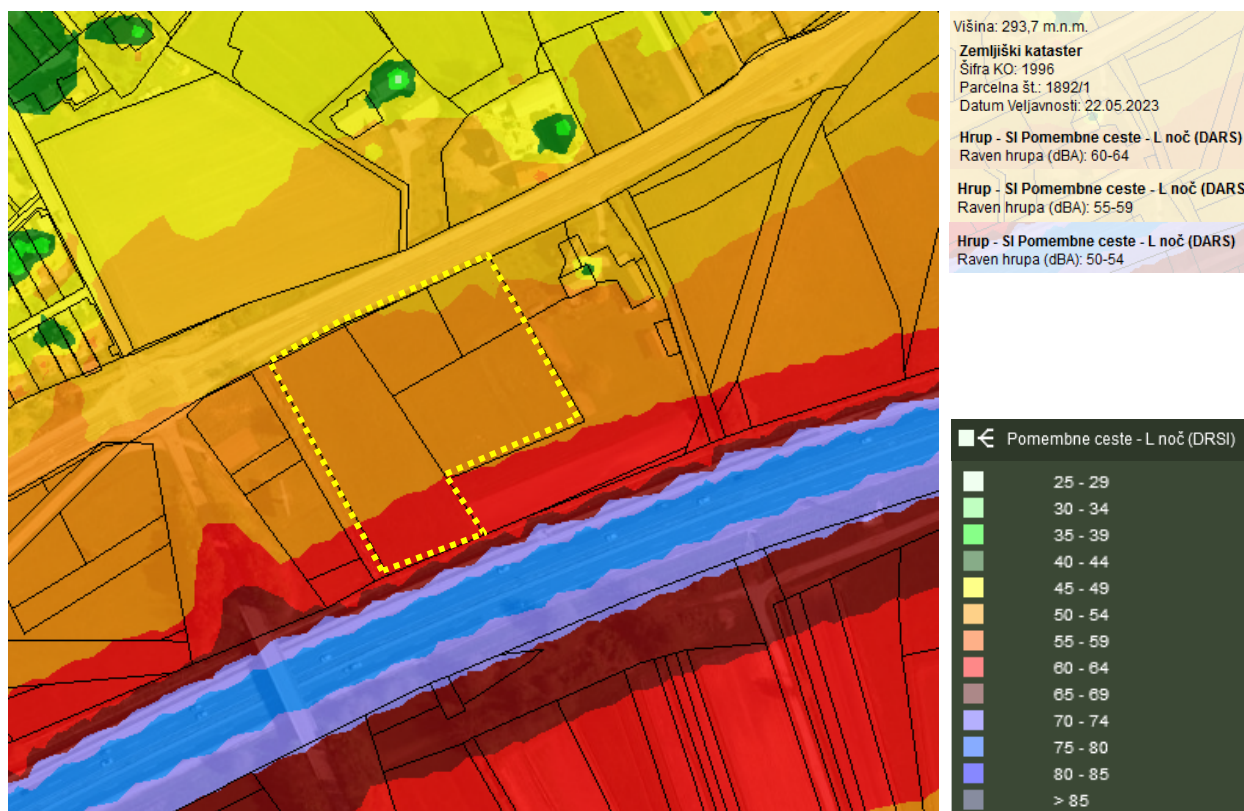 Višina: 293,7 m.n.m.
Zemljiški kataster
Šifra KO: 1996
Parcelna št.: 1892/1
Datum Veljavnosti: 22.05.2023
Hrup - SI Pomembne ceste - L noč (DARS)
Raven hrupa (dBA): 60-64
Hrup - SI Pomembne ceste - L noč (DARS
Raven hrupa (dBA): 55-59
Hrup - SI Pomembne ceste - L noč (DARS)
Raven hrupa (dBA): 50-54
Pomembne ceste - L noč (DRSI)
25 - 29
30 - 34
35 - 39
40 - 44
45 - 49
50 - 54
55 - 59
60 - 64
65 - 69
70 - 74
75 - 80
80 - 85
> 85